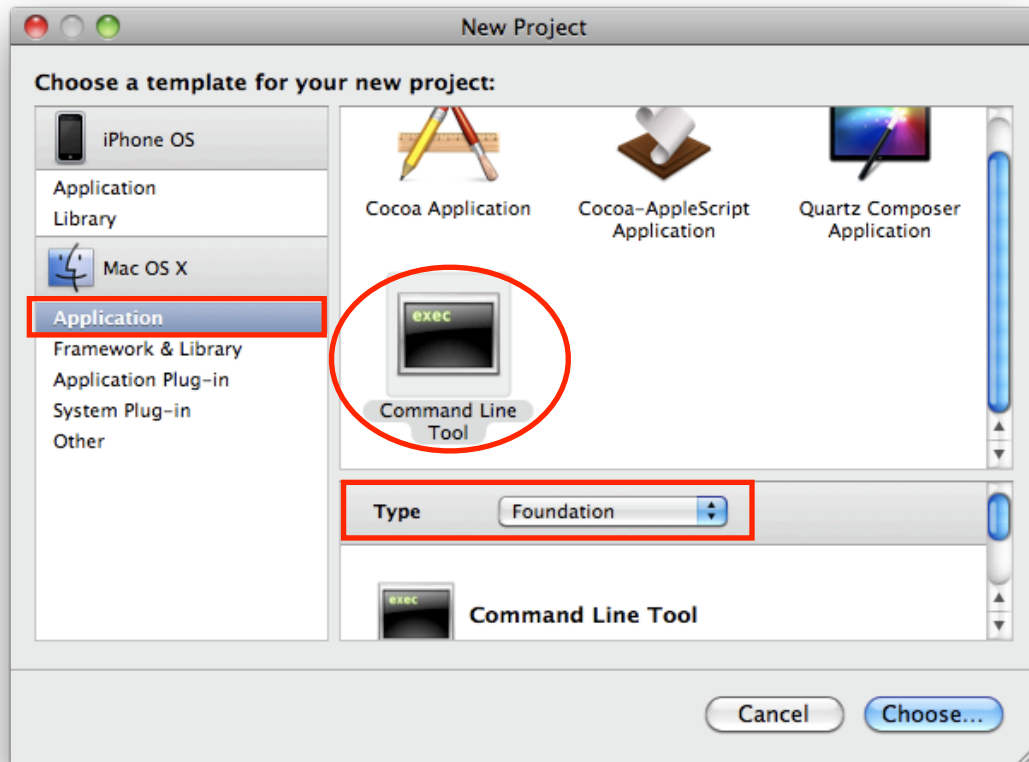 New Project
Choose a template for your new project:
iPhone OS
Application
Library
Mac OS X
Application
Framework & Library
Application Plug-in
System Plug-in
Other
Cocoa Application
Cocoa-AppleScript
Application
Quartz Composer
Application
exec
Command Line
Tool
Type
Foundation
exec
Command Line Tool
Cancel
Choose...